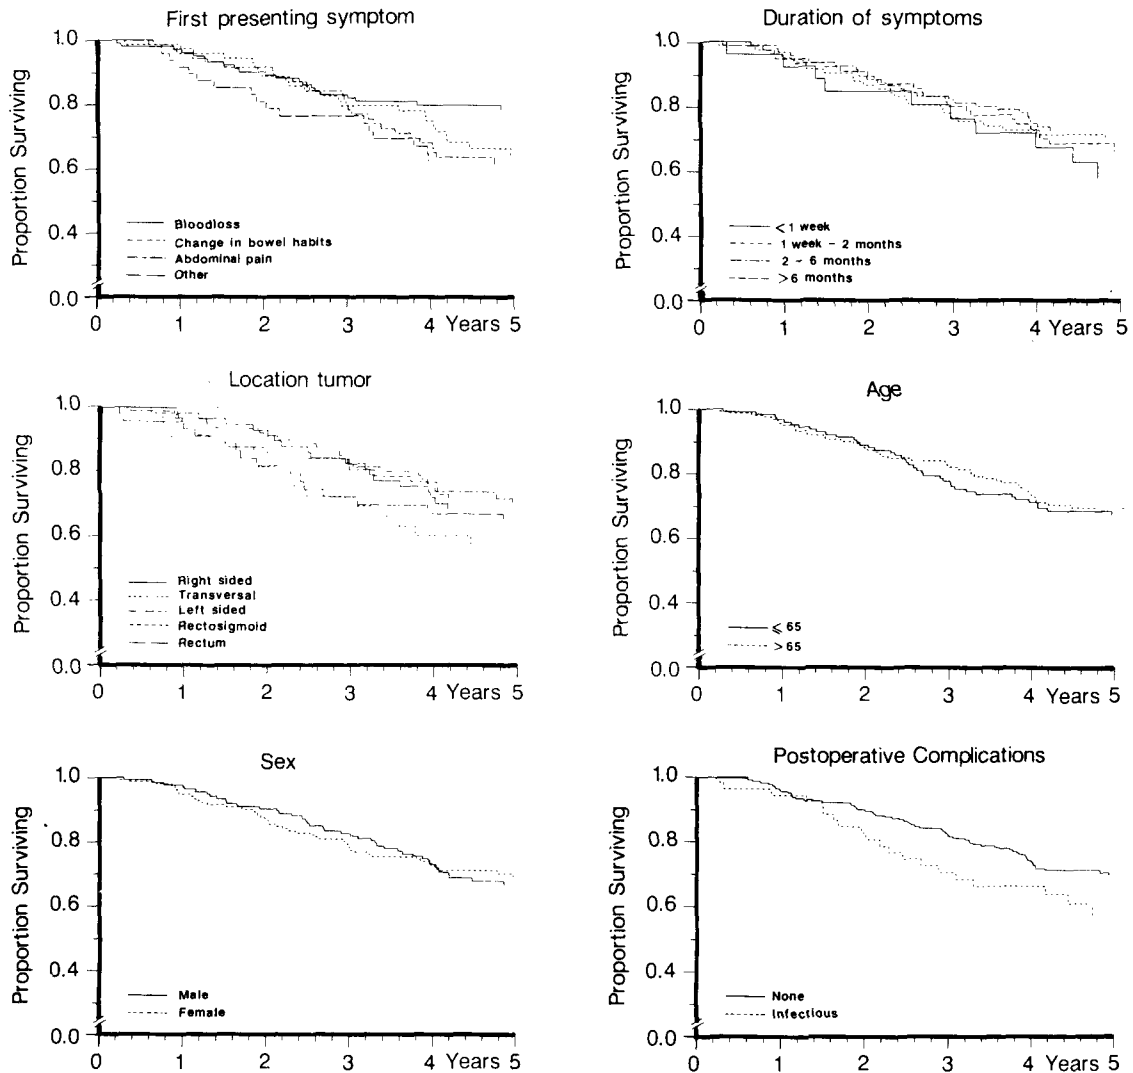 First presenting symptom
Proportion Surviving
1.0
0.8
0.6
0.4
0.0
Bloodloss
Change in bowel habits
Abdominal pain
Other
0 1 2 3 4 Years 5
Duration of symptoms
Proportion Surviving
1.0
0.8
0.6
0.4
0.0
<1 week
1 week - 2 months
2 - 6 months
>6 months
0 1 2 3 4 Years 5
Location tumor
Proportion Surviving
1.0
0.8
0.6
0.4
0.0
Right sided
Transversal
Left sided
Rectosigmoid
Rectum
0 1 2 3 4 Years 5
Age
Proportion Surviving
1.0
0.8
0.6
0.4
0.0
⩽ 65
>65
0 1 2 3 4 Years 5
Sex
Proportion Surviving
1.0
0.8
0.6
0.4
0.0
Male
Female
0 1 2 3 4 Years 5
Postoperative Complications
Proportion Surviving
1.0
0.8
0.6
0.4
0.0
None
Infectious
0 1 2 3 4 Years 5